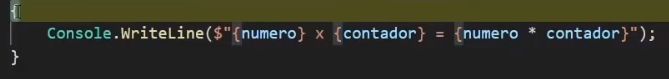 {
Console.WriteLine($"{numero} x {contador} = {numero * contador}");
}